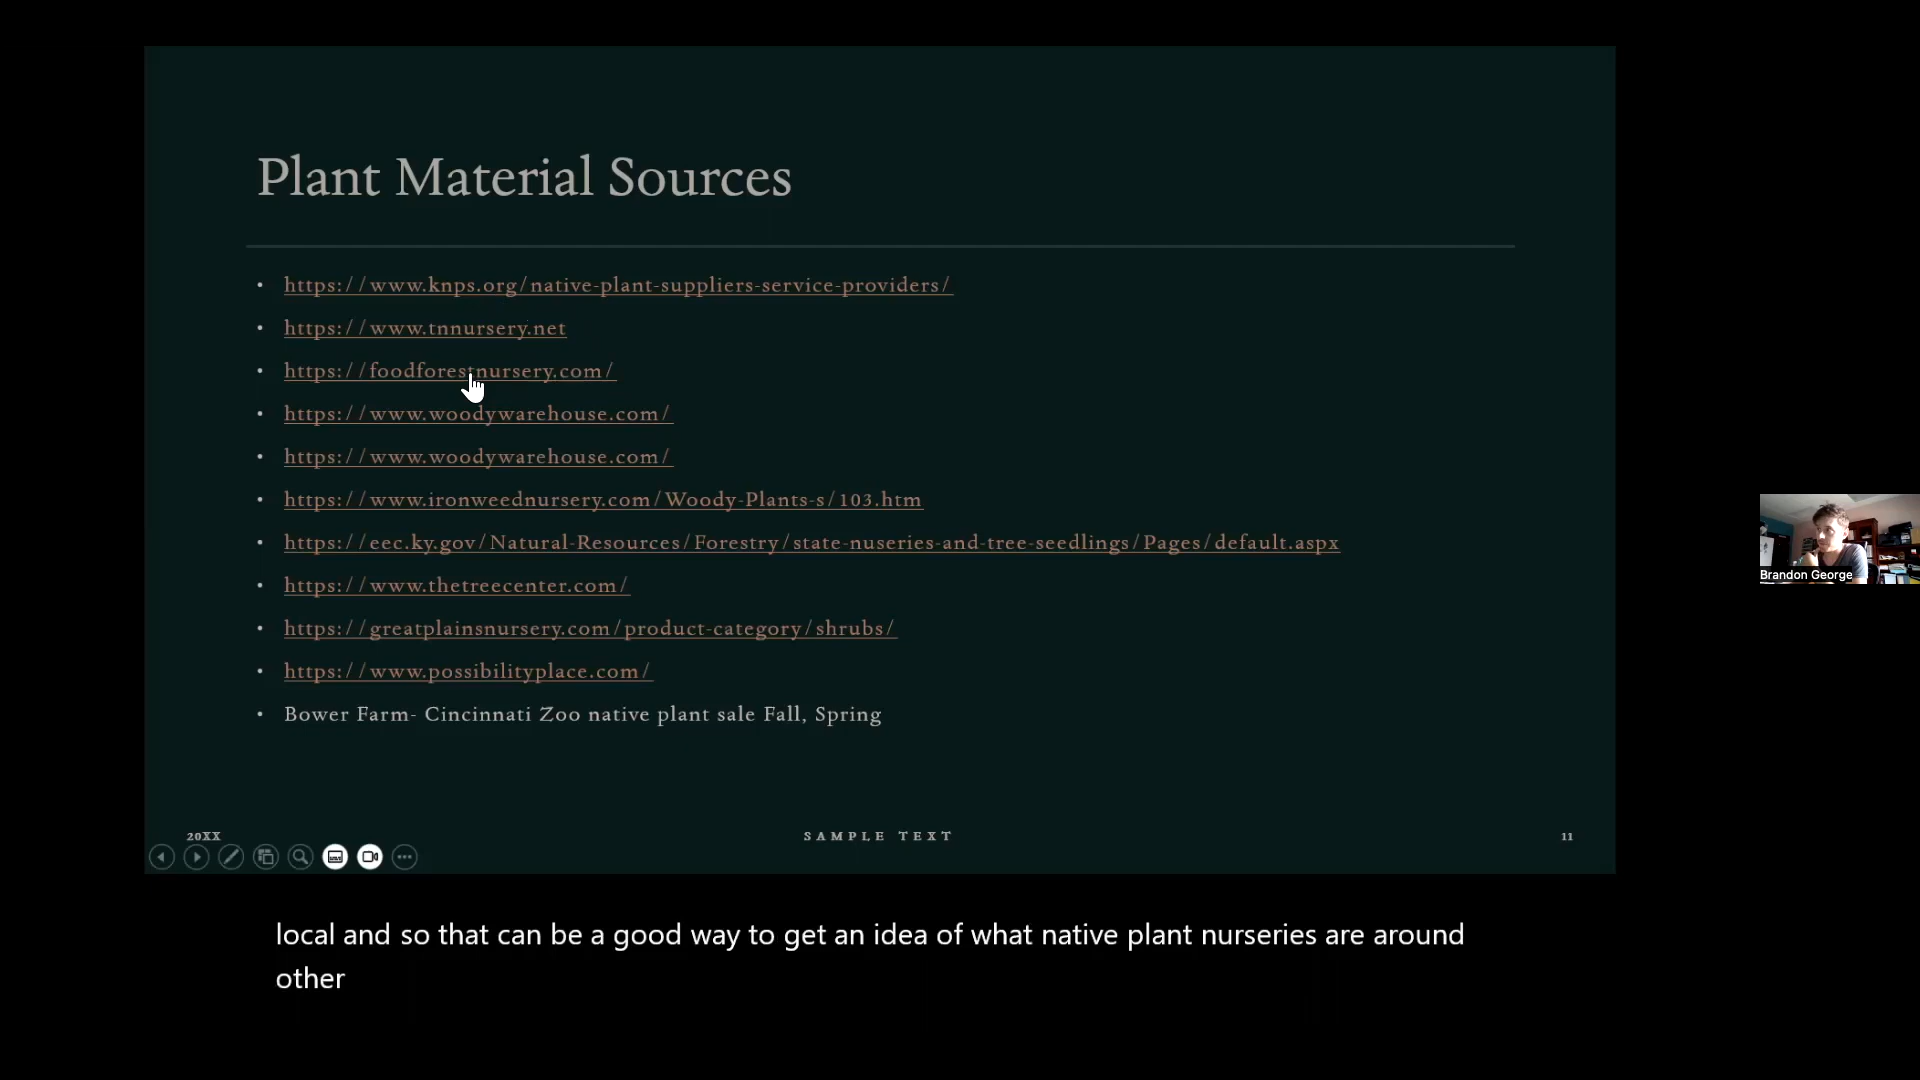 Plant Material Sources
• https://www.knps.org/native-plant-suppliers-service-providers/
• https://www.tnnursery.net
• https://foodforestnursery.com/
• https://www.woodywarehouse.com/
• https://www.woodywarehouse.com/
• https://www.ironweednursery.com/Woody-Plants-s/103.htm
• https://eec.ky.gov/Natural-Resources/Forestry/state-nuseries-and-tree-seedlings/Pages/default.aspx
• https://www.thetreecenter.com/
• https://greatplainsnursery.com/product-category/shrubs/
• https://www.possibilityplace.com/
• Bower Farm- Cincinnati Zoo native plant sale Fall, Spring
Brandon George
20XX
SAMPLE TEXT
11
local and so that can be a good way to get an idea of what native plant nurseries are around
other